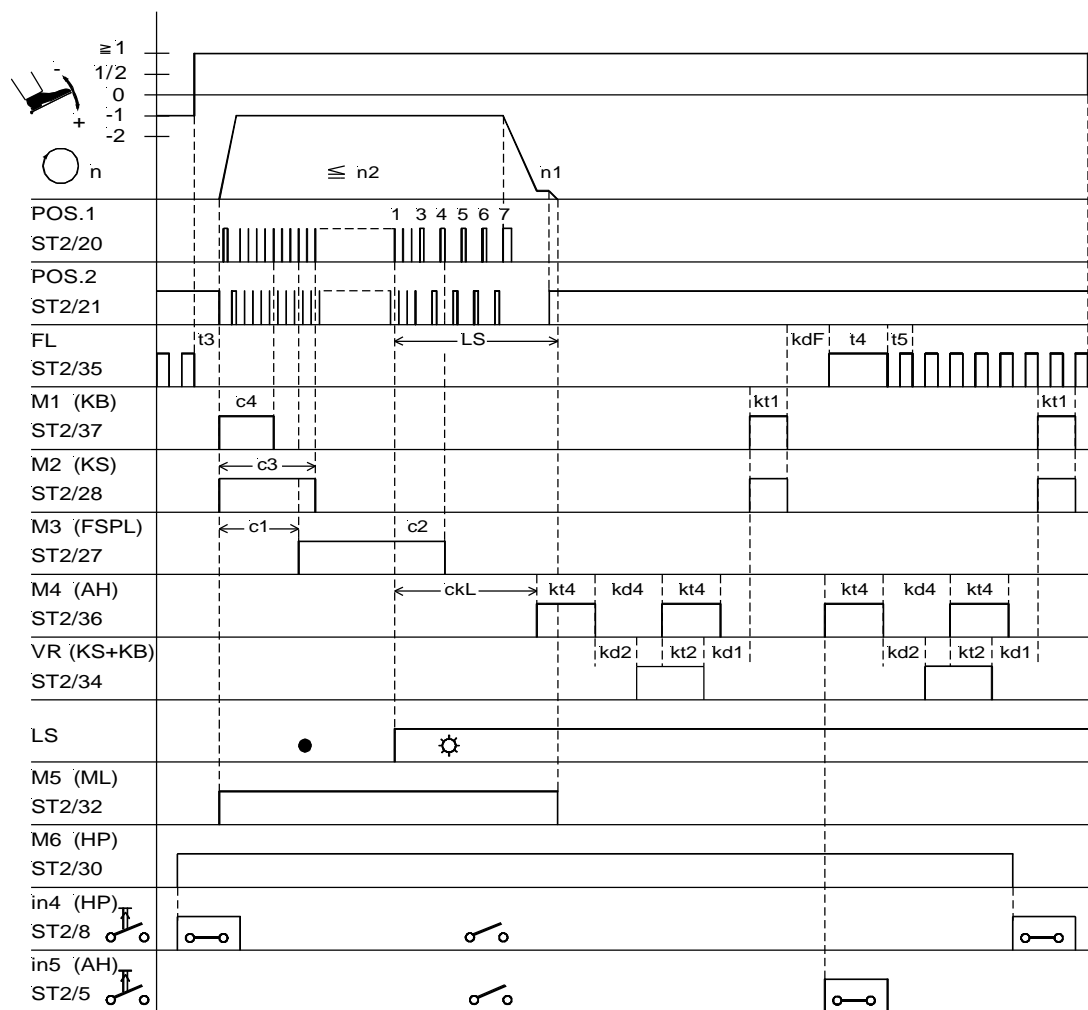 ≧ 1
1/2
-
0
-1
+
-2
n
≦ n2
n1
POS.1
1 3 4 5 6 7
ST2/20
POS.2
ST2/21
FL
t3
LS
kdF t4 t5
ST2/35
M1 (KB)
c4
kt1
kt1
ST2/37
M2 (KS)
c3
ST2/28
M3 (FSPL)
c1
c2
ST2/27
M4 (AH)
ckL
kt4 kd4 kt4
kt4 kd4 kt4
ST2/36
VR (KS+KB)
kd2 kt2 kd1
kd2 kt2 kd1
ST2/34
LS
M5 (ML)
ST2/32
M6 (HP)
ST2/30
in4 (HP)
ST2/8
in5 (AH)
ST2/5